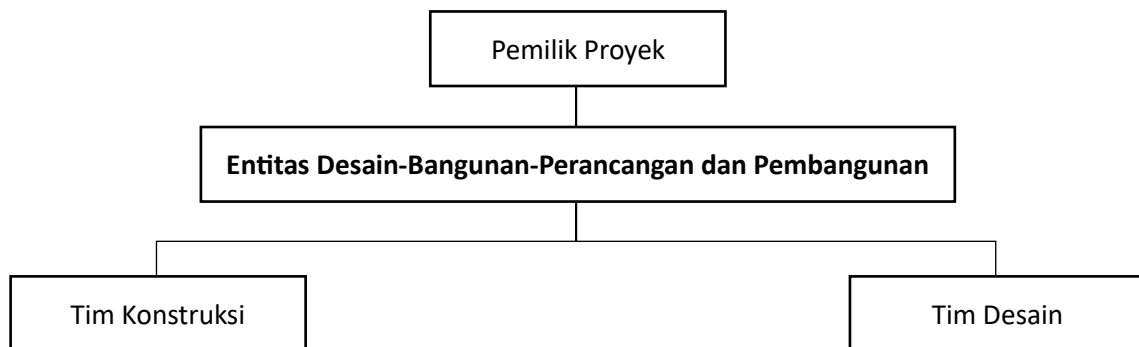 Pemilik Proyek
Entitas Desain-Bangunan-Perancangan dan Pembangunan
Tim Konstruksi
Tim Desain